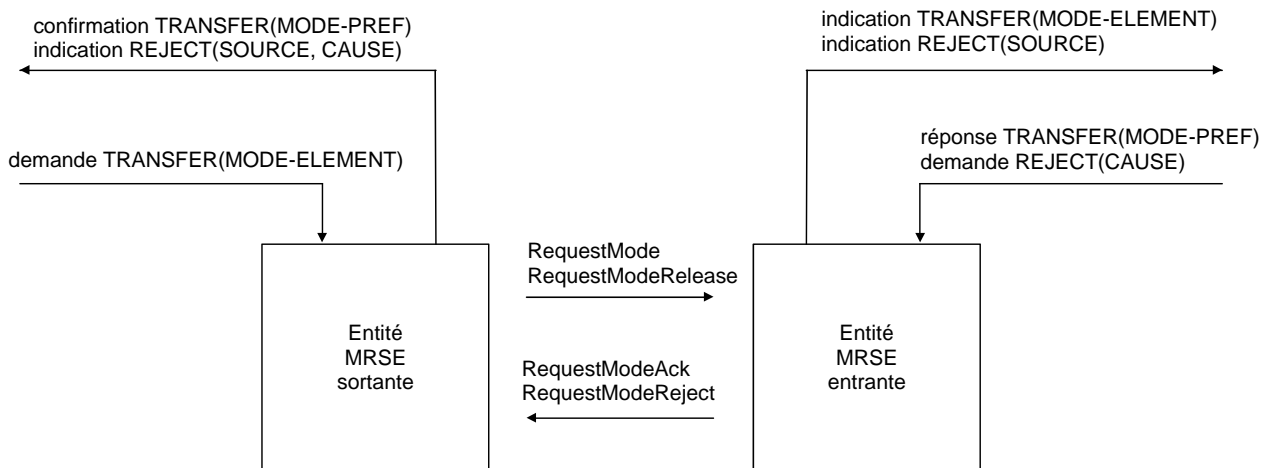 confirmation TRANSFER(MODE-PREF)
indication REJECT(SOURCE, CAUSE)
indication TRANSFER(MODE-ELEMENT)
indication REJECT(SOURCE)
demande TRANSFER(MODE-ELEMENT)
réponse TRANSFER(MODE-PREF)
demande REJECT(CAUSE)
RequestMode
RequestModeRelease
Entité
MRSE
sortante
RequestModeAck
RequestModeReject
Entité
MRSE
entrante